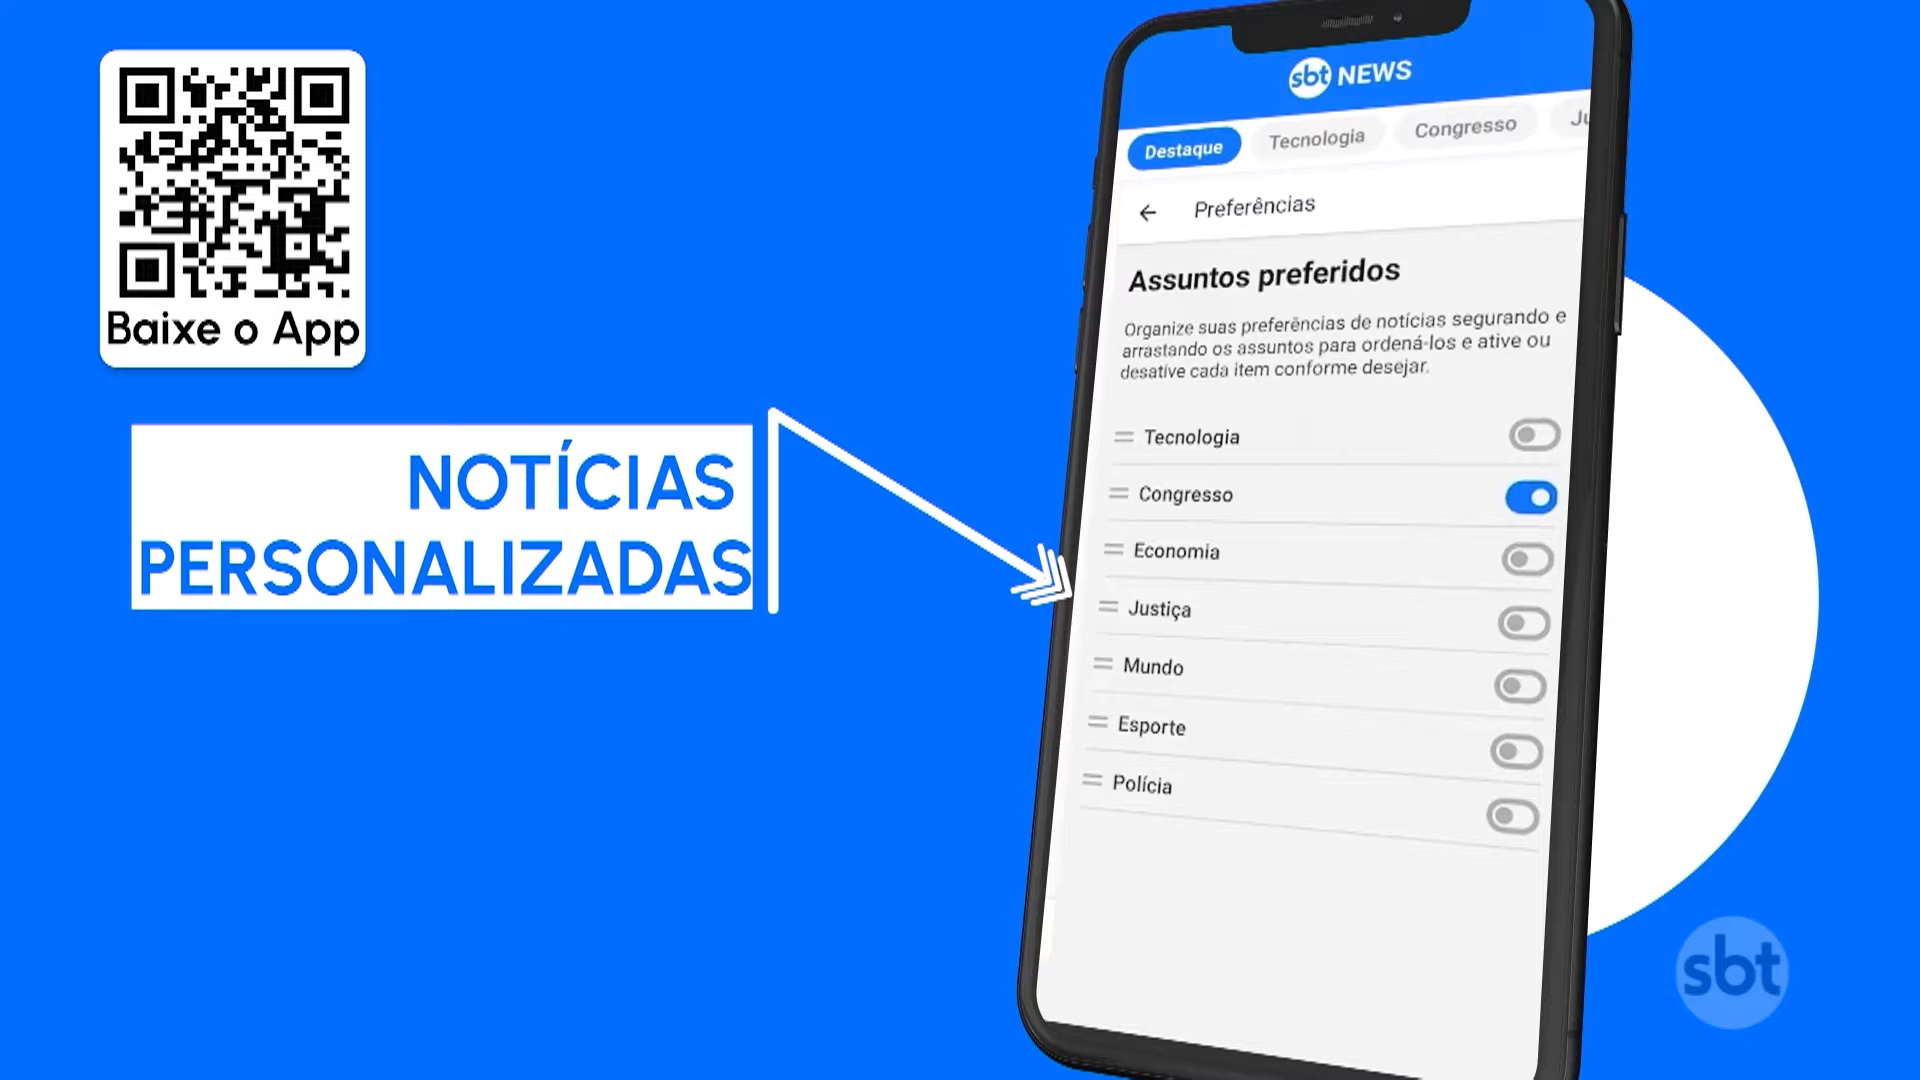 Baixe o App
NOTÍCIAS
PERSONALIZADAS
sbt NEWS
Destaque Tecnologia Congresso
Preferências
Assuntos preferidos
Organize suas preferências de notícias segurando e
arrastando os assuntos para ordená-los e ative ou
desative cada item conforme desejar.
Tecnologia
Congresso
Economia
Justiça
Mundo
Esporte
Polícia
sbt